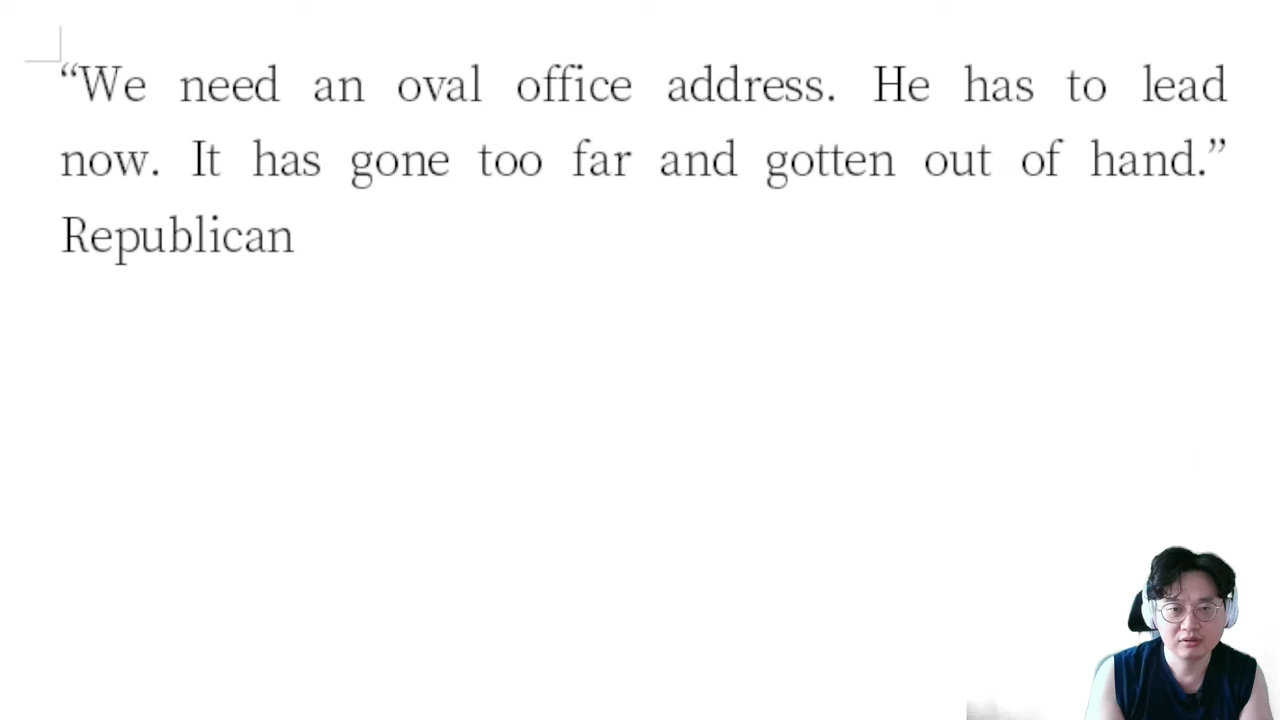 “We need an oval office address. He has to lead
now. It has gone too far and gotten out of hand.”
Republican